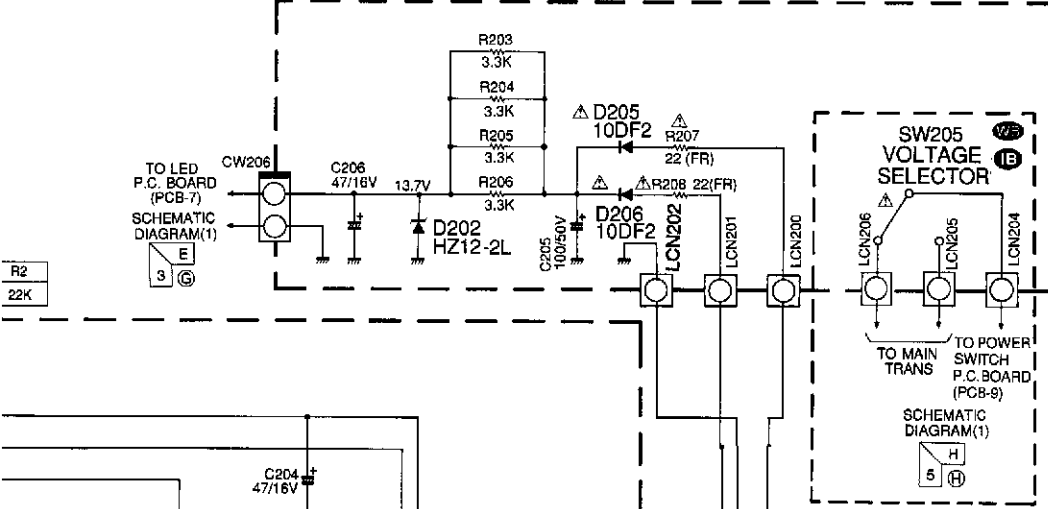 R203
3.3K
R204
3.3K
R205
3.3K
R206
3.3K
⚠ D205
10DF2
⚠
R207
22 (FR)
⚠
⚠ R208 22(FR)
D206
10DF2
TO LED
P.C. BOARD
(PCB-7)
CW206
C206
47/16V
+
13.7V
D202
HZ12-2L
SCHEMATIC
DIAGRAM(1)
E
3 G
+
C205
100/50V
LCN202
LCN201
LCN200
R2
22K
SW205
VOLTAGE
SELECTOR
IB
⚠
LCN206
LCN205
LCN204
TO MAIN
TRANS
TO POWER
SWITCH
P.C.BOARD
(PCB-9)
SCHEMATIC
DIAGRAM(1)
H
5 H
C204
47/16V
+